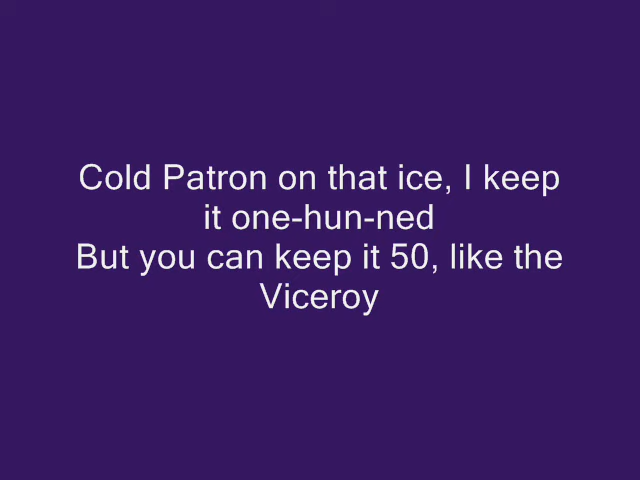 Cold Patron on that ice, I keep
it one-hun-ned
But you can keep it 50, like the
Viceroy